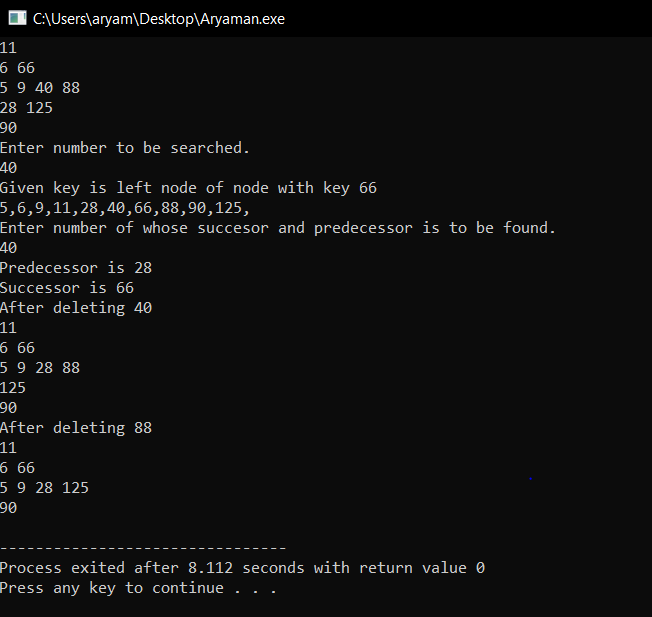 C:\Users\aryam\Desktop\Aryaman.exe
11
6 66
5 9 40 88
28 125
90
Enter number to be searched.
40
Given key is left node of node with key 66
5,6,9,11,28,40,66,88,90,125,
Enter number of whose succesor and predecessor is to be found.
40
Predecessor is 28
Successor is 66
After deleting 40
11
6 66
5 9 28 88
125
90
After deleting 88
11
6 66
5 9 28 125
90
--------------------------------
Process exited after 8.112 seconds with return value 0
Press any key to continue . . .